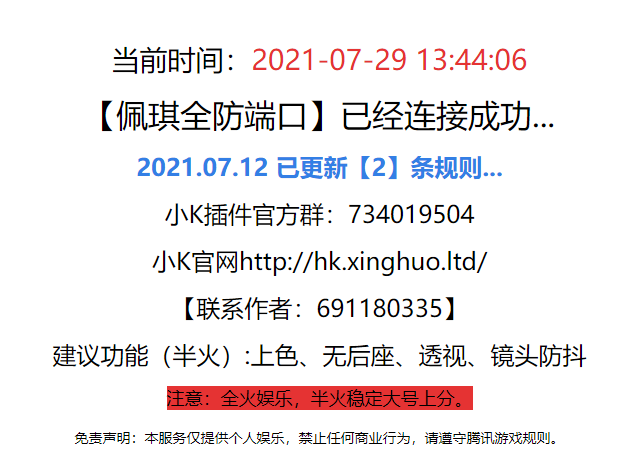 当前时间：2021-07-29 13:44:06
【佩琪全防端口】已经连接成功...
2021.07.12 已更新【2】条规则...
小K插件官方群：734019504
小K官网http://hk.xinghuo.ltd/
【联系作者：691180335】
建议功能（半火）:上色、无后座、透视、镜头防抖
注意：全火娱乐，半火稳定大号上分。
免责声明：本服务仅提供个人娱乐，禁止任何商业行为，请遵守腾讯游戏规则。